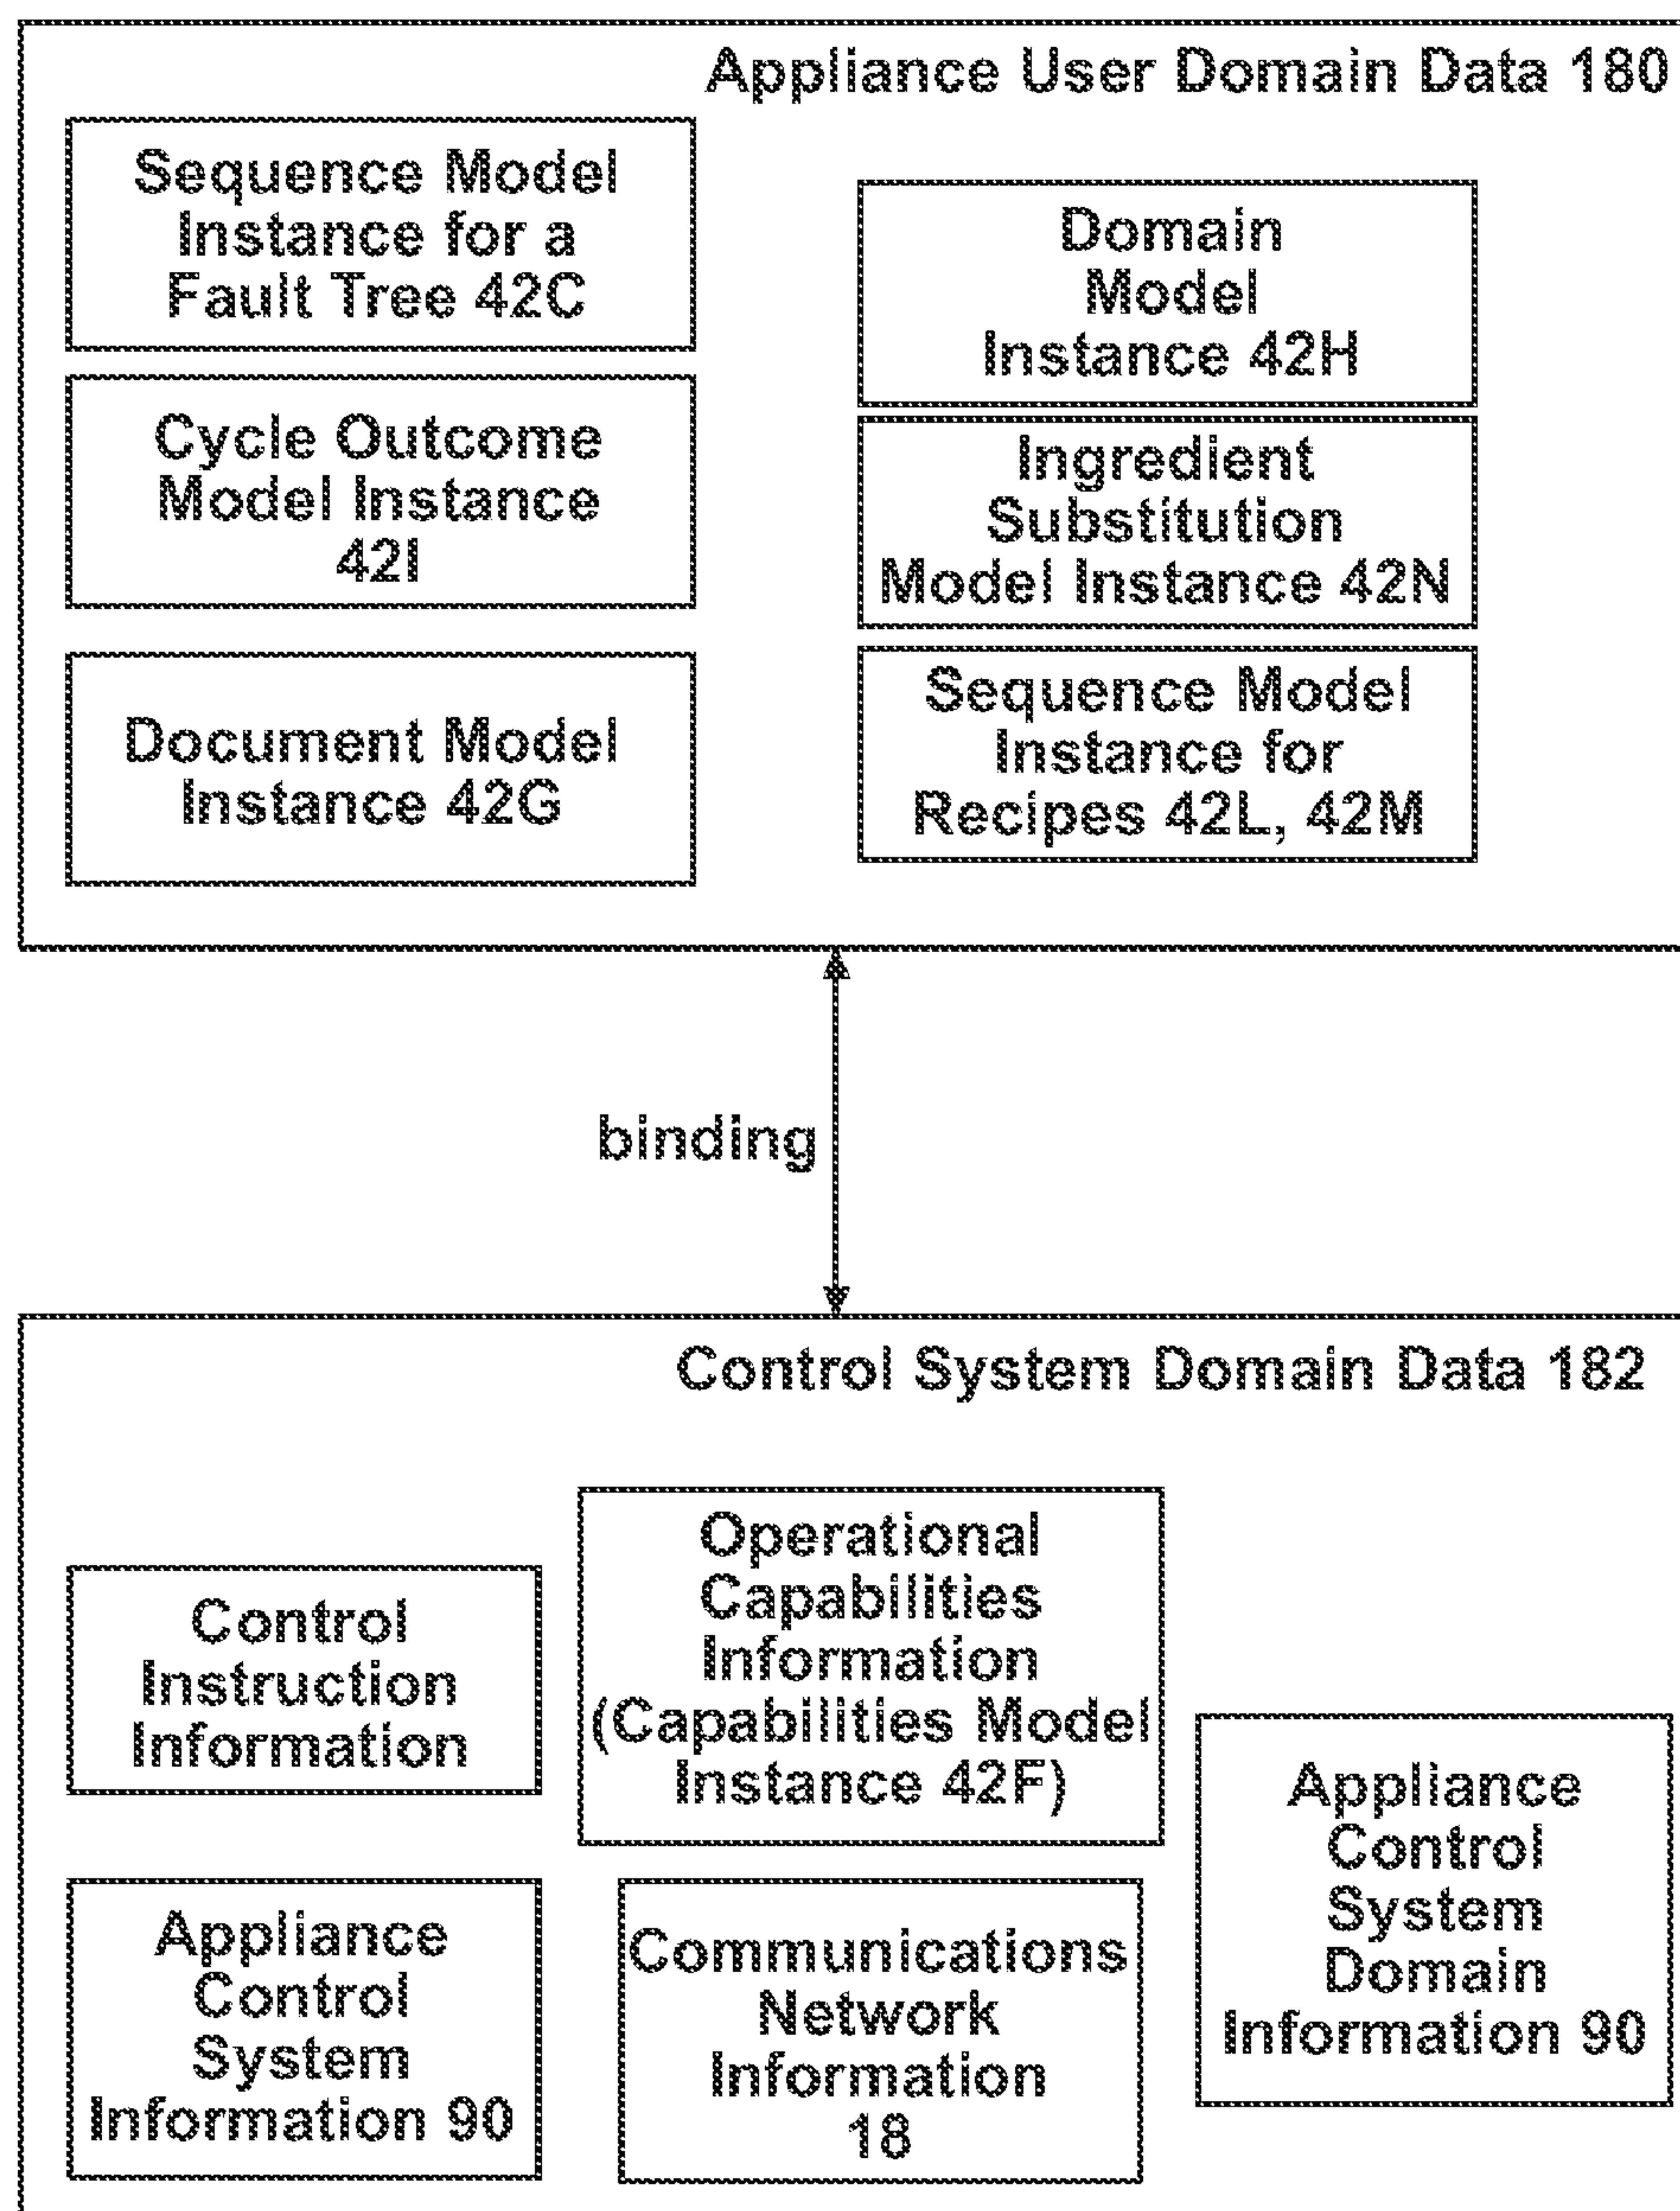 Appliance User Domain Data 180
Sequence Model
Instance for a
Fault Tree 42C
Cycle Outcome
Model Instance
42I
Document Model
Instance 42G
Domain
Model
Instance 42H
Ingredient
Substitution
Model Instance 42N
Sequence Model
Instance for
Recipes 42L, 42M
binding
Control System Domain Data 182
Control
Instruction
Information
Operational
Capabilities
Information
(Capabilities Model
Instance 42F)
Appliance
Control
System
Domain
Information 90
Appliance
Control
System
Information 90
Communications
Network
Information
18